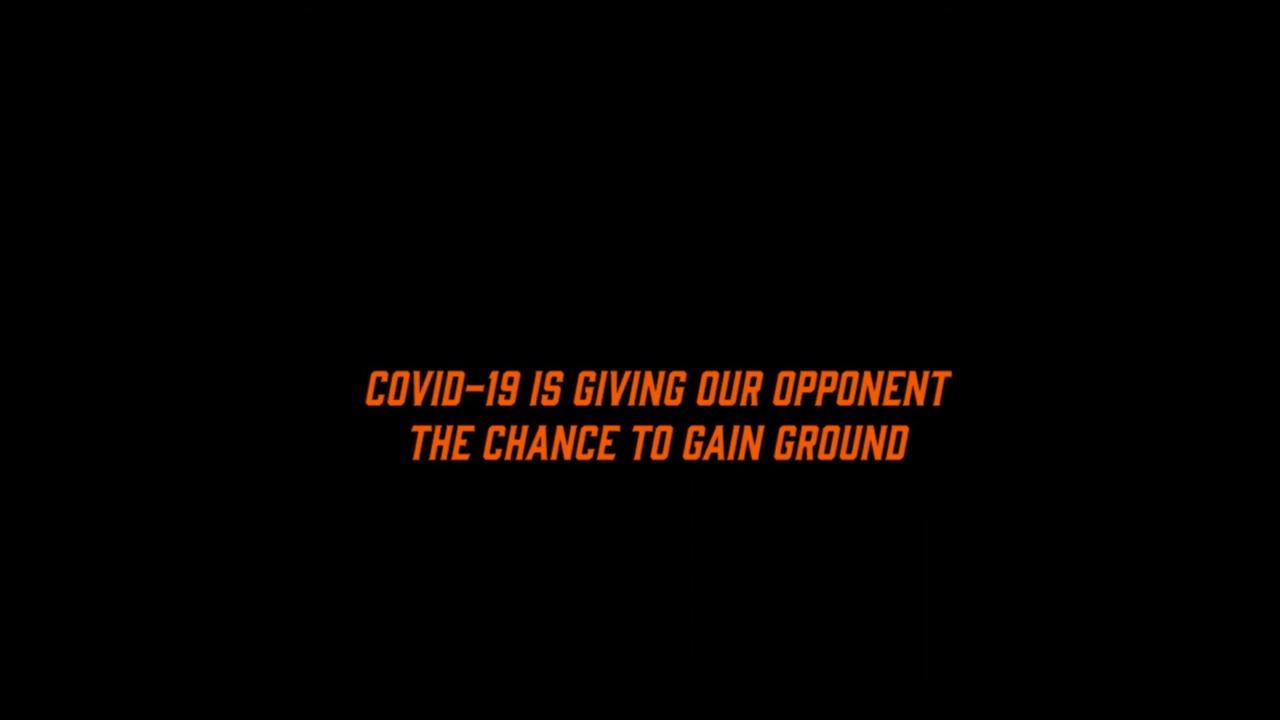 COVID-19 IS GIVING OUR OPPONENT
THE CHANCE TO GAIN GROUND